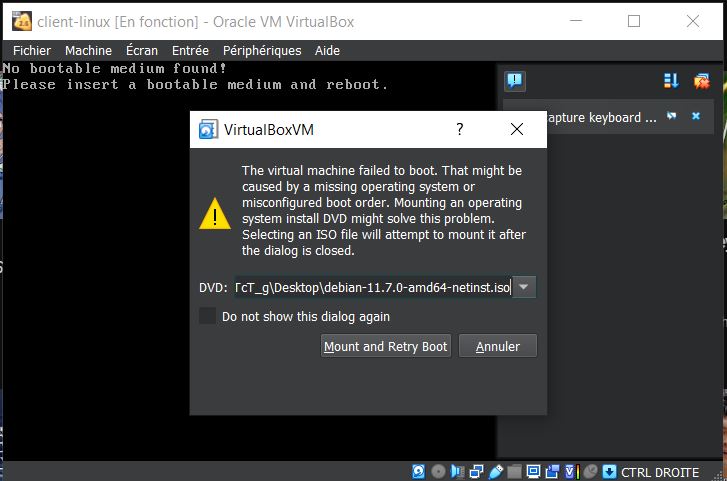 client-linux [En fonction] - Oracle VM VirtualBox
Fichier Machine Écran Entrée Périphériques Aide
No bootable medium found!
Please insert a bootable medium and reboot.
apture keyboard ...
VirtualBoxVM
?
The virtual machine failed to boot. That might be
caused by a missing operating system or
misconfigured boot order. Mounting an operating
system install DVD might solve this problem.
Selecting an ISO file will attempt to mount it after
the dialog is closed.
DVD: TcT_g\Desktop\debian-11.7.0-amd64-netinst.iso
Do not show this dialog again
Mount and Retry Boot Annuler
CTRL DROITE